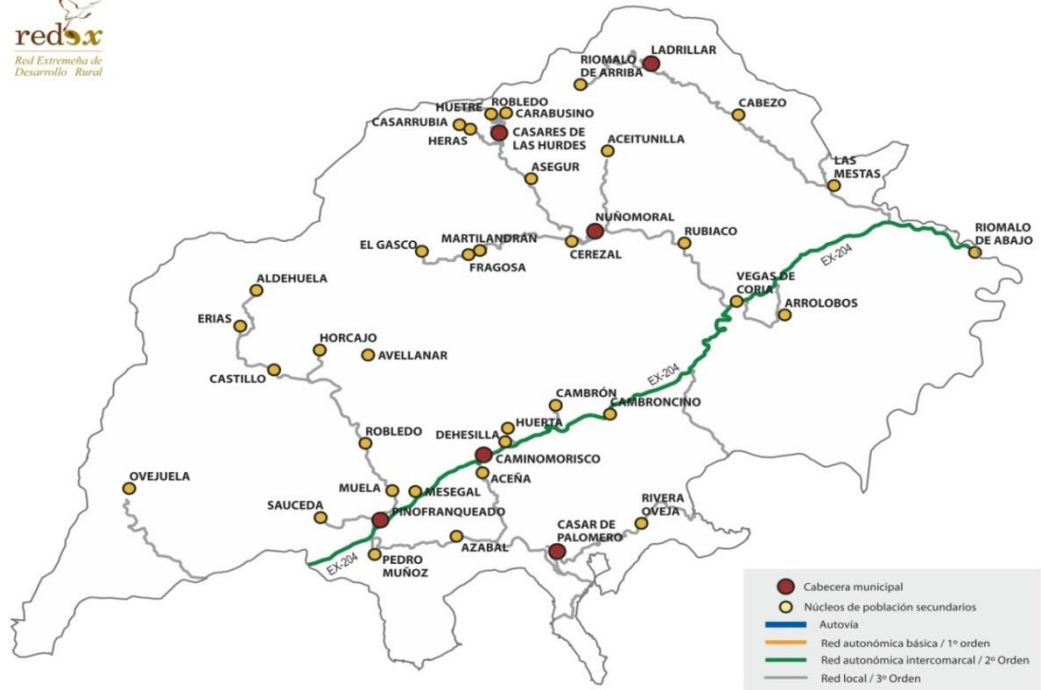 redex
Red Extremeña de
Desarrollo Rural
LADRILLAR
RIOMALO
DE ARRIBA
CABEZO
HUETRE
ROBLEDO
CARABUSINO
CASARRUBIA
HERAS
CASARES DE
LAS HURDES
ACEITUNILLA
ASEGUR
LAS
MESTAS
NUÑOMORAL
RUBIACO
RIOMALO
DE ABAJO
EL GASCO
MARTILANDRÁN
FRAGOSA
CEREZAL
EX-204
VEGAS DE
CORIA
ARROLOBOS
ALDEHUELA
ERIAS
HORCAJO
AVELLANAR
CASTILLO
EX-204
CAMBRÓN
CAMBRONCINO
HUERTA
DEHESILLA
ROBLEDO
CAMINOMORISCO
ACEÑA
OVEJUELA
MUELA
MESEGAL
SAUCEDA
PINOFRANQUEADO
RIVERA
OVEJA
CASAR DE
PALOMERO
AZABAL
PEDRO
MUÑOZ
EX-204
Cabecera municipal
Núcleos de población secundarios
Autovía
Red autonómica básica / 1º orden
Red autonómica intercomarcal / 2º Orden
Red local / 3º Orden